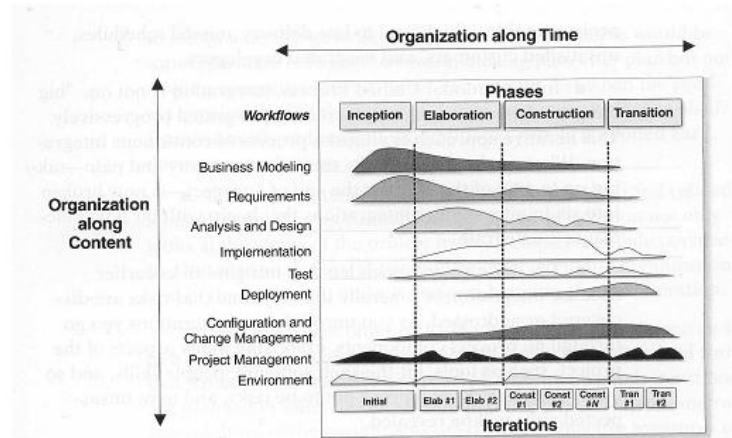 Organization along Time
Phases
Workflows
Inception
Elaboration
Construction
Transition
Business Modeling
Requirements
Organization
along
Content
Analysis and Design
Implementation
Test
Deployment
Configuration and
Change Management
Project Management
Environment
Initial
Elab #1
Elab #2
Const
#1
Const
#2
Const
#N
Tran
#1
Tran
#2
Iterations